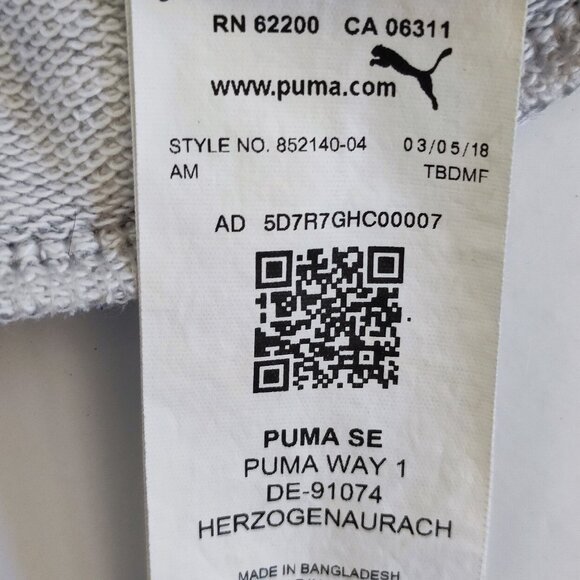 RN 62200 CA 06311
www.puma.com
STYLE NO. 852140-04 03/05/18
AM TBDMF
AD 5D7R7GHC00007
PUMA SE
PUMA WAY 1
DE-91074
HERZOGENAURACH
MADE IN BANGLADESH